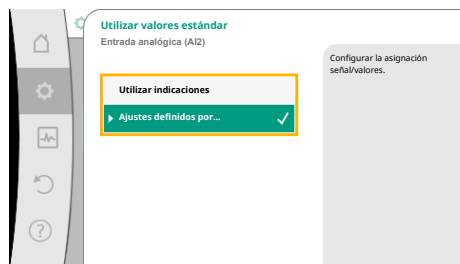 Utilizar valores estándar
Entrada analógica (AI2)
Configurar la asignación
señal/valores.
Utilizar indicaciones
Ajustes definidos por...
?